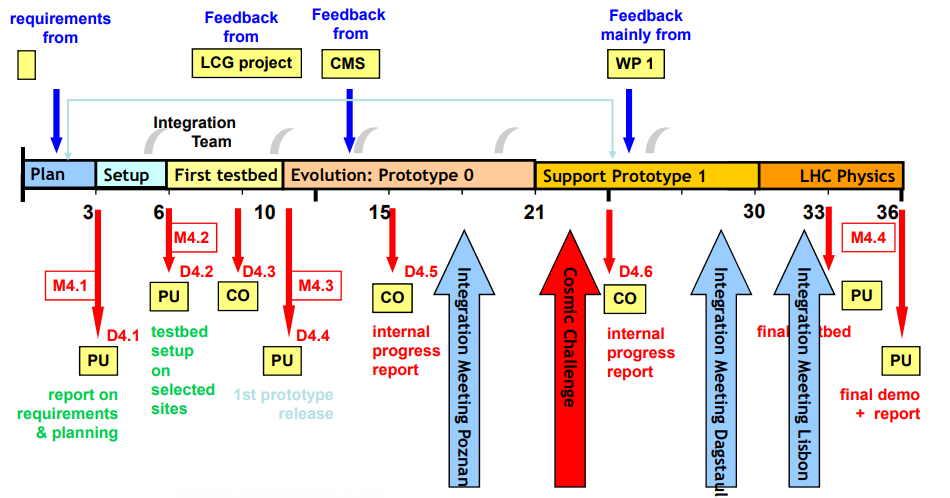 requirements
from
Feedback
from
LCG project
Feedback
from
CMS
Feedback
mainly from
WP 1
Integration
Team
Plan
Setup
First testbed
Evolution: Prototype 0
Support Prototype 1
LHC Physics
3
6
10
15
21
30
33
36
M4.1
M4.2
D4.2
D4.3
M4.3
D4.5
D4.6
M4.4
PU
CO
CO
CO
PU
D4.1
D4.4
PU
PU
PU
report on
requirements
& planning
testbed
setup
on
selected
sites
1st prototype
release
internal
progress
report
Integration Meeting Poznan
Cosmic Challenge
internal
progress
report
Integration Meeting Dagstaul
Integration Meeting Lisbon
final demo
+ report